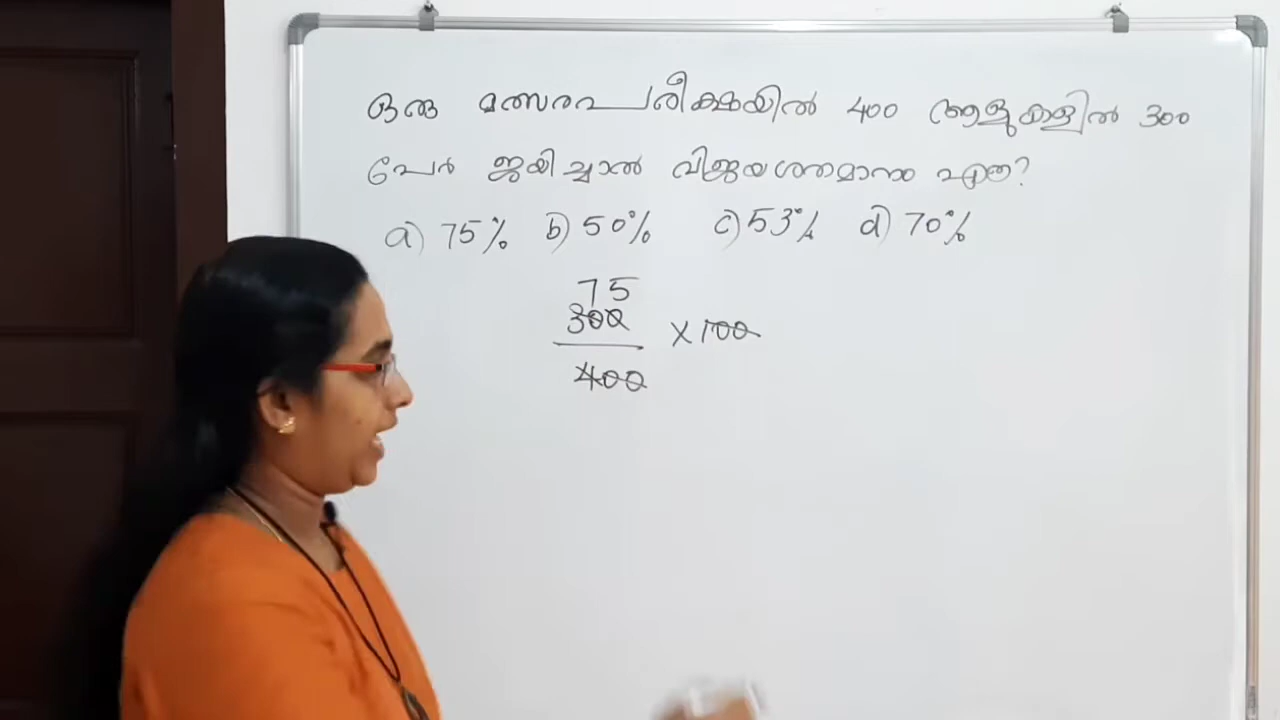 ഒരു മത്സരപരീക്ഷയിൽ 400 ആളുകളിൽ 300
പേർ ജയിച്ചാൽ വിജയശതമാനം എത്ര?
a) 75% b) 50% c) 53% d) 70%
75
300
× 100
400